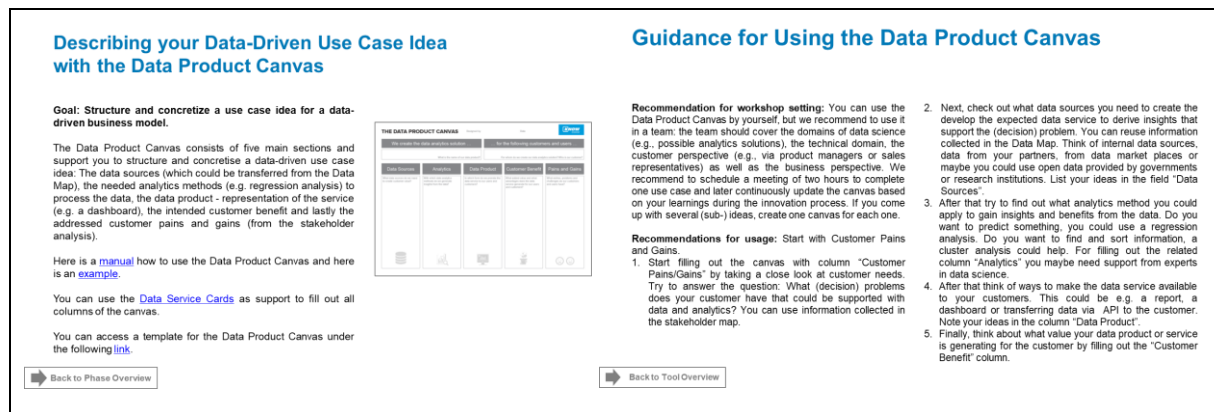 Describing your Data-Driven Use Case Idea
with the Data Product Canvas
Goal: Structure and concretize a use case idea for a data-
driven business model.
The Data Product Canvas consists of five main sections and
support you to structure and concretise a data-driven use case
idea: The data sources (which could be transferred from the Data
Map), the needed analytics methods (e.g. regression analysis) to
process the data, the data product - representation of the service
(e.g. a dashboard), the intended customer benefit and lastly the
addressed customer pains and gains (from the stakeholder
analysis).
Here is a manual how to use the Data Product Canvas and here
is an example.
You can use the Data Service Cards as support to fill out all
columns of the canvas.
You can access a template for the Data Product Canvas under
the following link.
THE DATA PRODUCT CANVAS
We create the data analytics solution
for the following customers and users
Data Sources
Analytics
Data Product
Customer Benefit
Pains and Gains
Back to Phase Overview
Guidance for Using the Data Product Canvas
Recommendation for workshop setting: You can use the
Data Product Canvas by yourself, but we recommend to use it
in a team: the team should cover the domains of data science
(e.g., possible analytics solutions), the technical domain, the
customer perspective (e.g., via product managers or sales
representatives) as well as the business perspective. We
recommend to schedule a meeting of two hours to complete
one use case and later continuously update the canvas based
on your learnings during the innovation process. If you come
up with several (sub-) ideas, create one canvas for each one.
Recommendations for usage: Start with Customer Pains
and Gains.
1. Start filling out the canvas with column “Customer
Pains/Gains” by taking a close look at customer needs.
Try to answer the question: What (decision) problems
does your customer have that could be supported with
data and analytics? You can use information collected in
the stakeholder map.
2. Next, check out what data sources you need to create the
develop the expected data service to derive insights that
support the (decision) problem. You can reuse information
collected in the Data Map. Think of internal data sources,
data from your partners, from data market places or
maybe you could use open data provided by governments
or research institutions. List your ideas in the field “Data
Sources”.
3. After that try to find out what analytics method you could
apply to gain insights and benefits from the data. Do you
want to predict something, you could use a regression
analysis. Do you want to find and sort information, a
cluster analysis could help. For filling out the related
column “Analytics” you maybe need support from experts
in data science.
4. After that think of ways to make the data service available
to your customers. This could be e.g. a report, a
dashboard or transferring data via API to the customer.
Note your ideas in the column “Data Product”.
5. Finally, think about what value your data product or service
is generating for the customer by filling out the “Customer
Benefit” column.
Back to Tool Overview